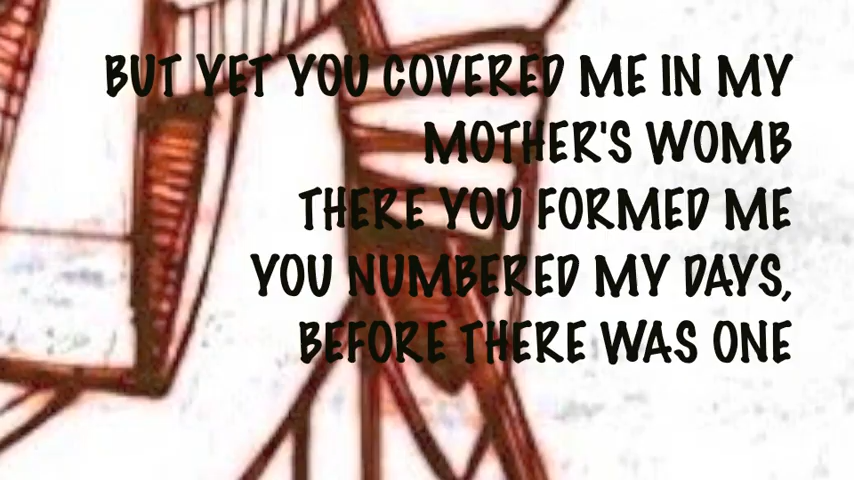 BUT YET YOU COVERED ME IN MY
MOTHER'S WOMB
THERE YOU FORMED ME
YOU NUMBERED MY DAYS,
BEFORE THERE WAS ONE